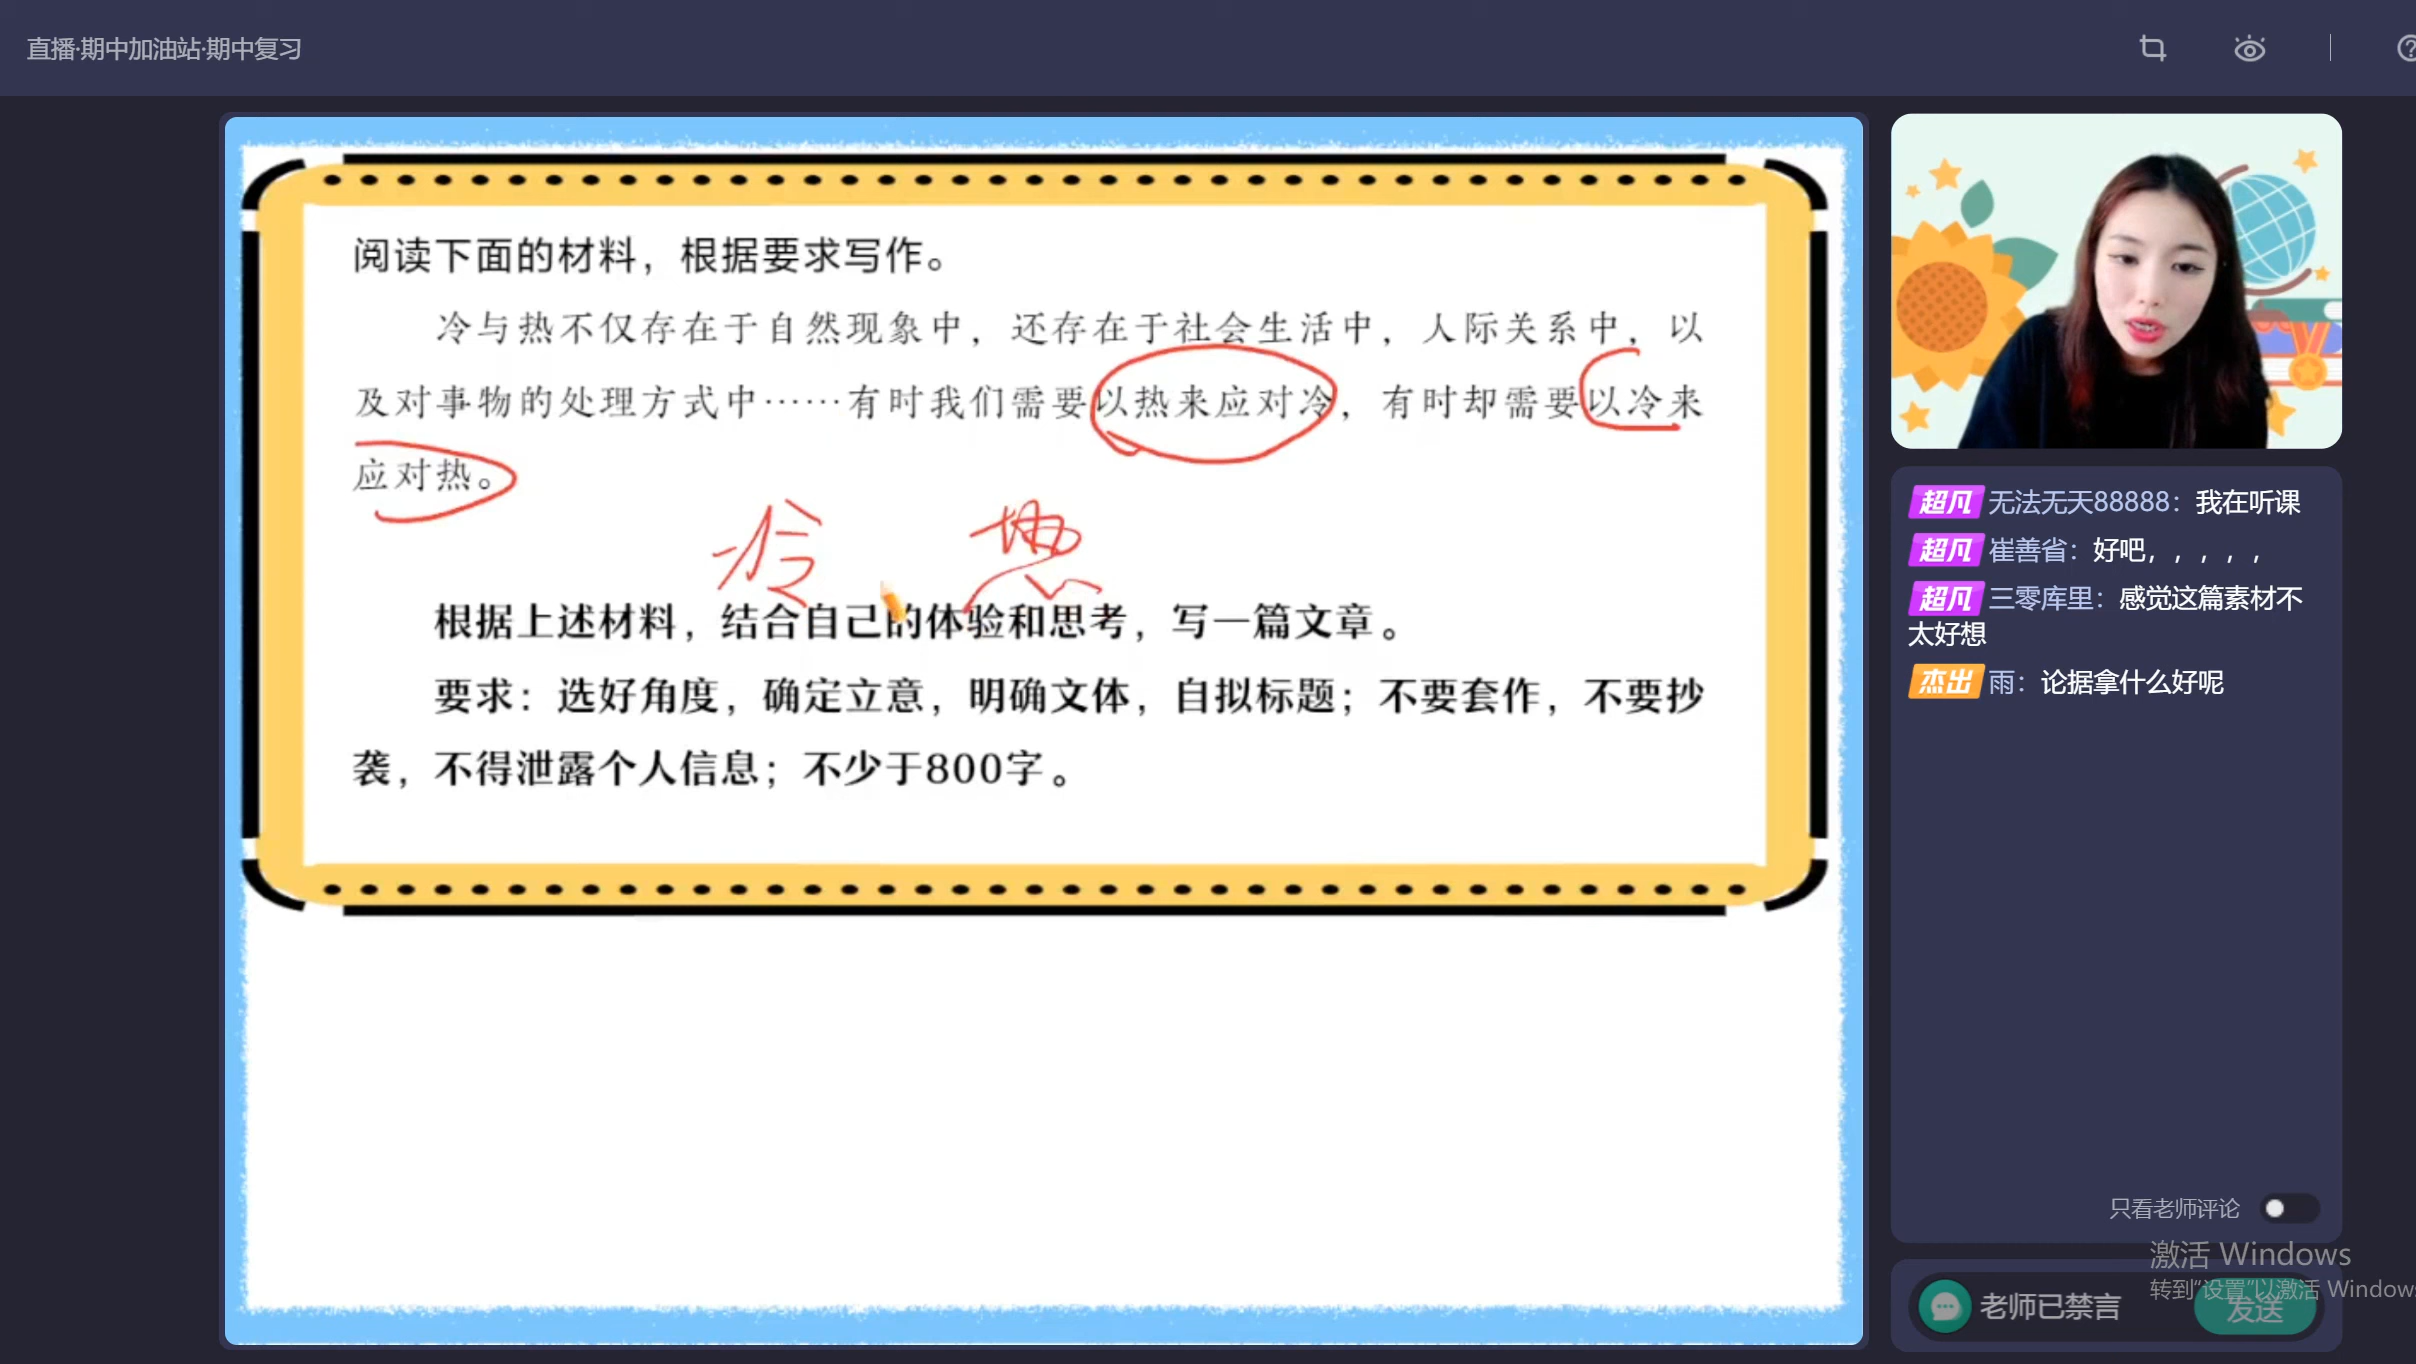 直播·期中加油站·期中复习
阅读下面的材料，根据要求写作。
冷与热不仅存在于自然现象中，还存在于社会生活中，人际关系中，以
及对事物的处理方式中……有时我们需要以热来应对冷，有时却需要以冷来
应对热。
冷 热
根据上述材料，结合自己的体验和思考，写一篇文章。
要求：选好角度，确定立意，明确文体，自拟标题；不要套作，不要抄
袭，不得泄露个人信息；不少于800字。
超凡 无法无天88888：我在听课
超凡 崔善省：好吧，，，，，
超凡 三零库里：感觉这篇素材不
太好想
杰出 雨：论据拿什么好呢
只看老师评论
激活 Windows
转到“设置”以激活 Windows
老师已禁言
发送